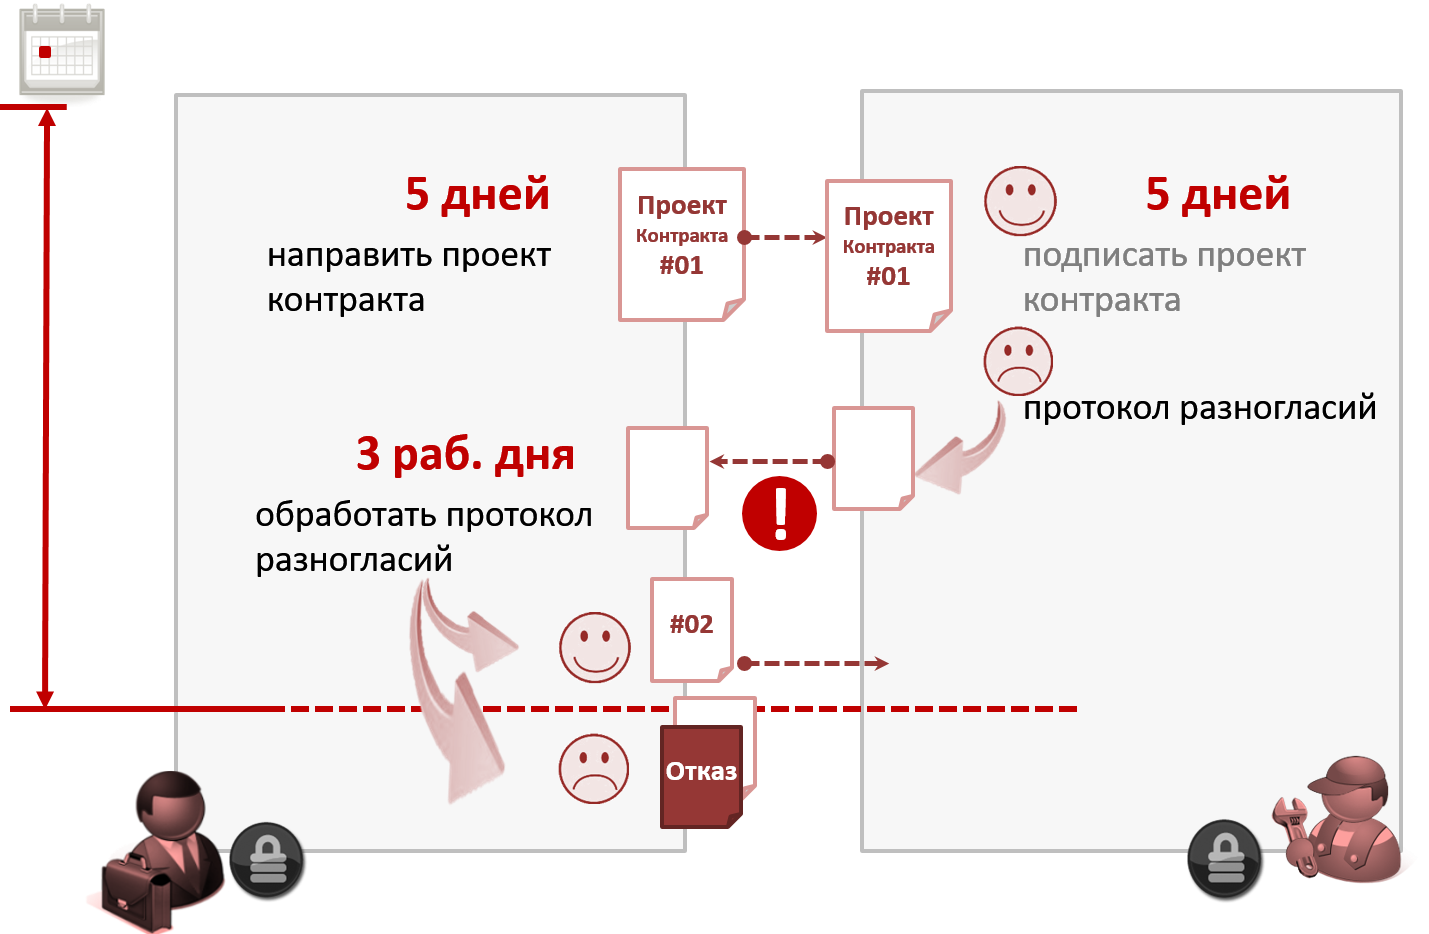 5 дней
направить проект
контракта
Проект
Контракта
#01
Проект
Контракта
#01
5 дней
подписать проект
контракта
протокол разногласий
3 раб. дня
обработать протокол
разногласий
!
#02
Отказ